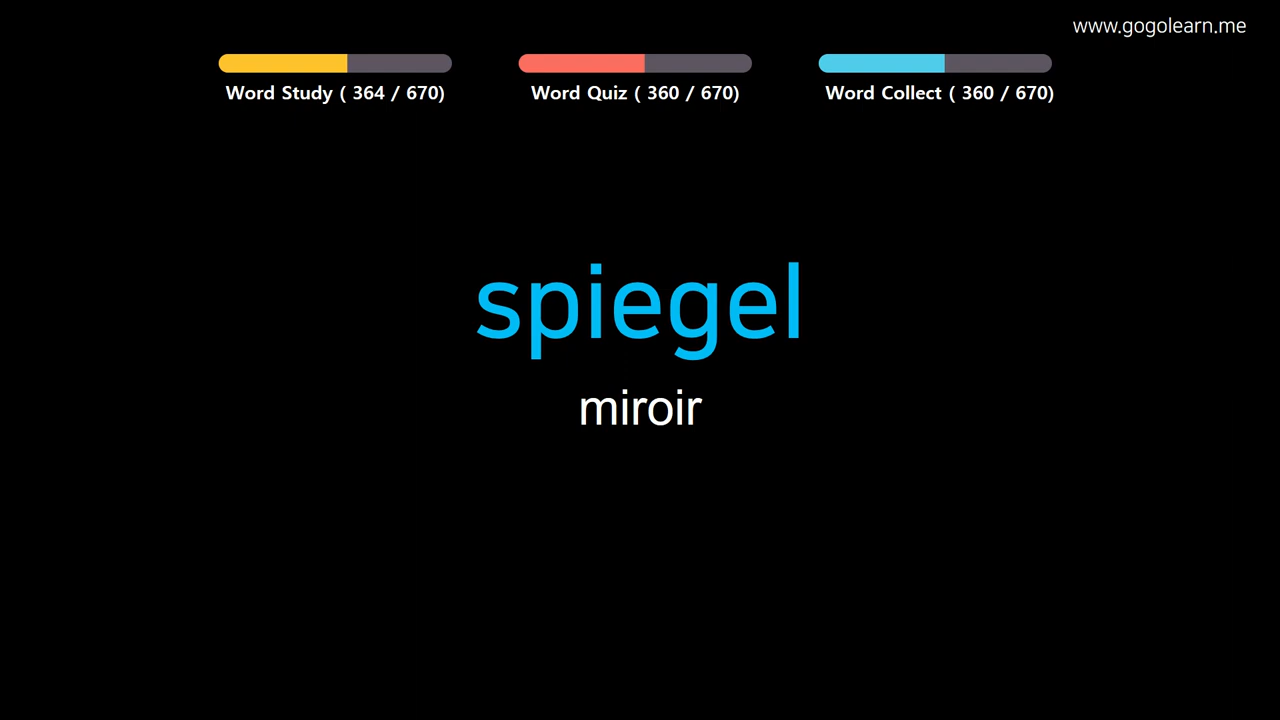 www.gogolearn.me
Word Study ( 364 / 670)
Word Quiz ( 360 / 670)
Word Collect ( 360 / 670)
spiegel
miroir